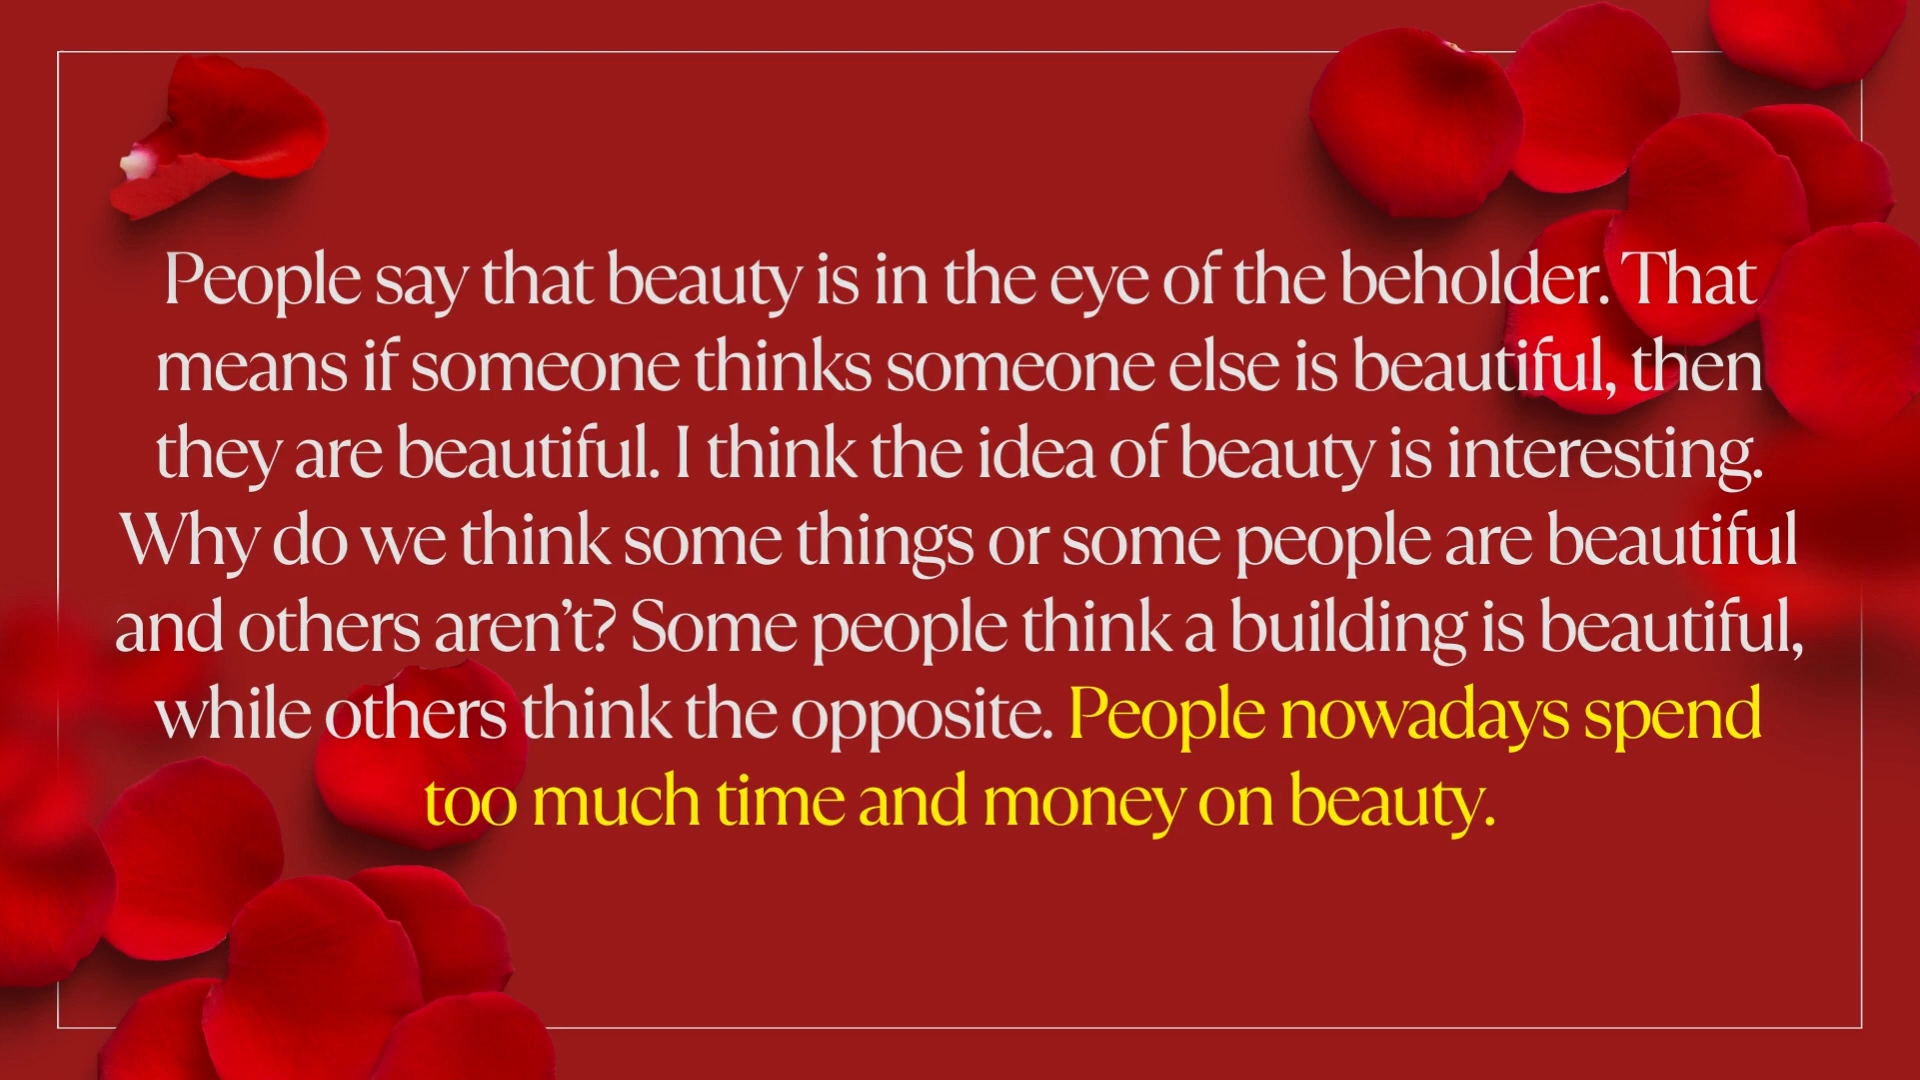 People say that beauty is in the eye of the beholder. That
means if someone thinks someone else is beautiful, then
they are beautiful. I think the idea of beauty is interesting.
Why do we think some things or some people are beautiful
and others aren’t? Some people think a building is beautiful,
while others think the opposite. People nowadays spend
too much time and money on beauty.